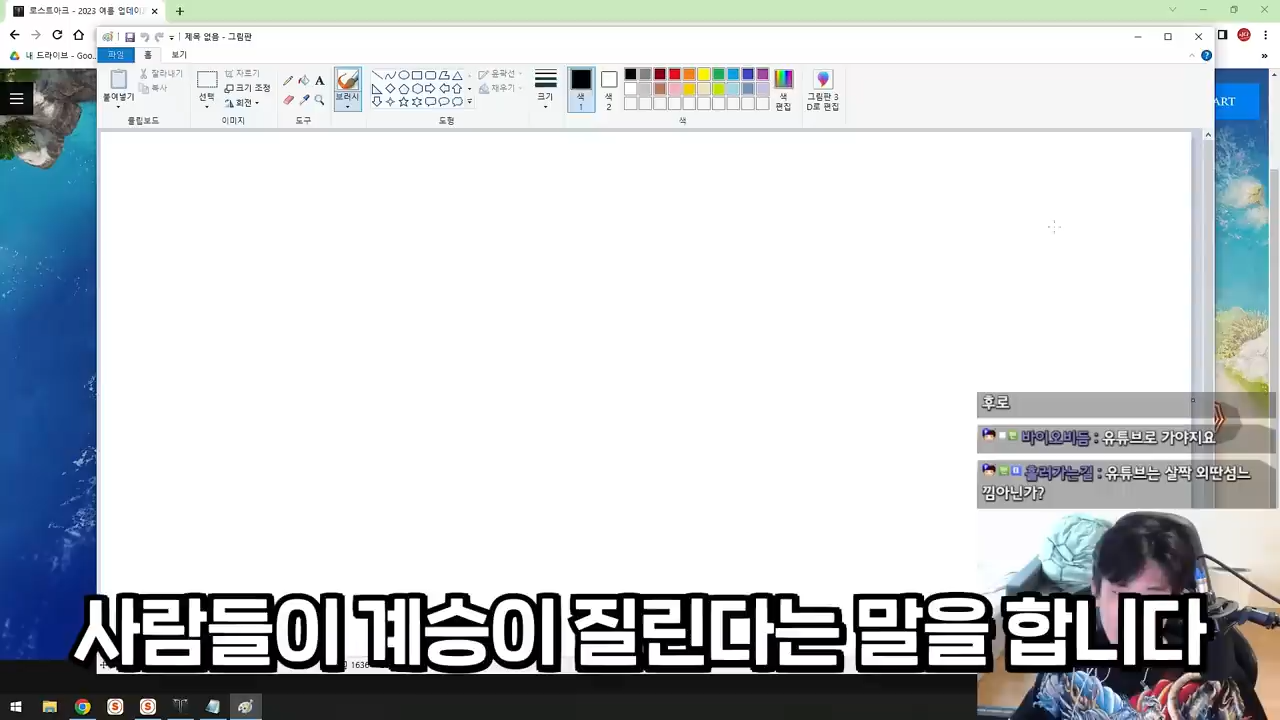 로스트아크 - 2023 여름 업데이
내 드라이브 - Goo...
제목 없음 - 그림판
파일 홈 보기
붙여넣기
잘라내기
복사
클립보드
선택
자르기
크기 조정
회전
이미지
A
도구
브러시
도형
윤곽선
채우기
크기
색 1
색 2
색
색 편집
그림판 3D로 편집
ART
후로
바이오비듬 : 유튜브로 가야지요
흘러가는길 : 유튜브는 살짝 외딴섬느
낌아닌가?
사람들이 계승이 질린다는 말을 합니다
1636